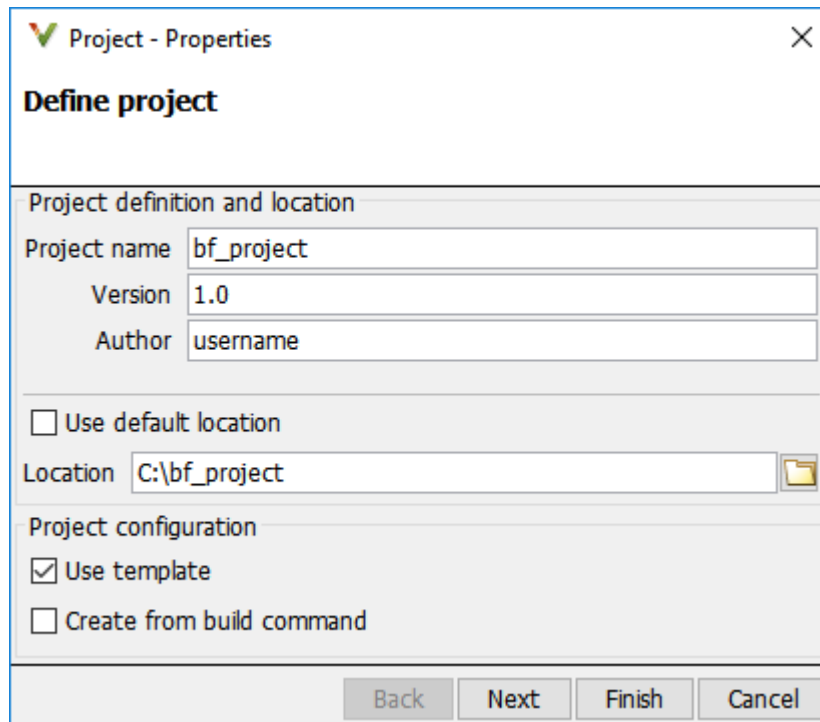 Project - Properties
Define project
Project definition and location
Project name bf_project
Version 1.0
Author username
Use default location
Location C:\bf_project
Project configuration
Use template
Create from build command
Back Next Finish Cancel